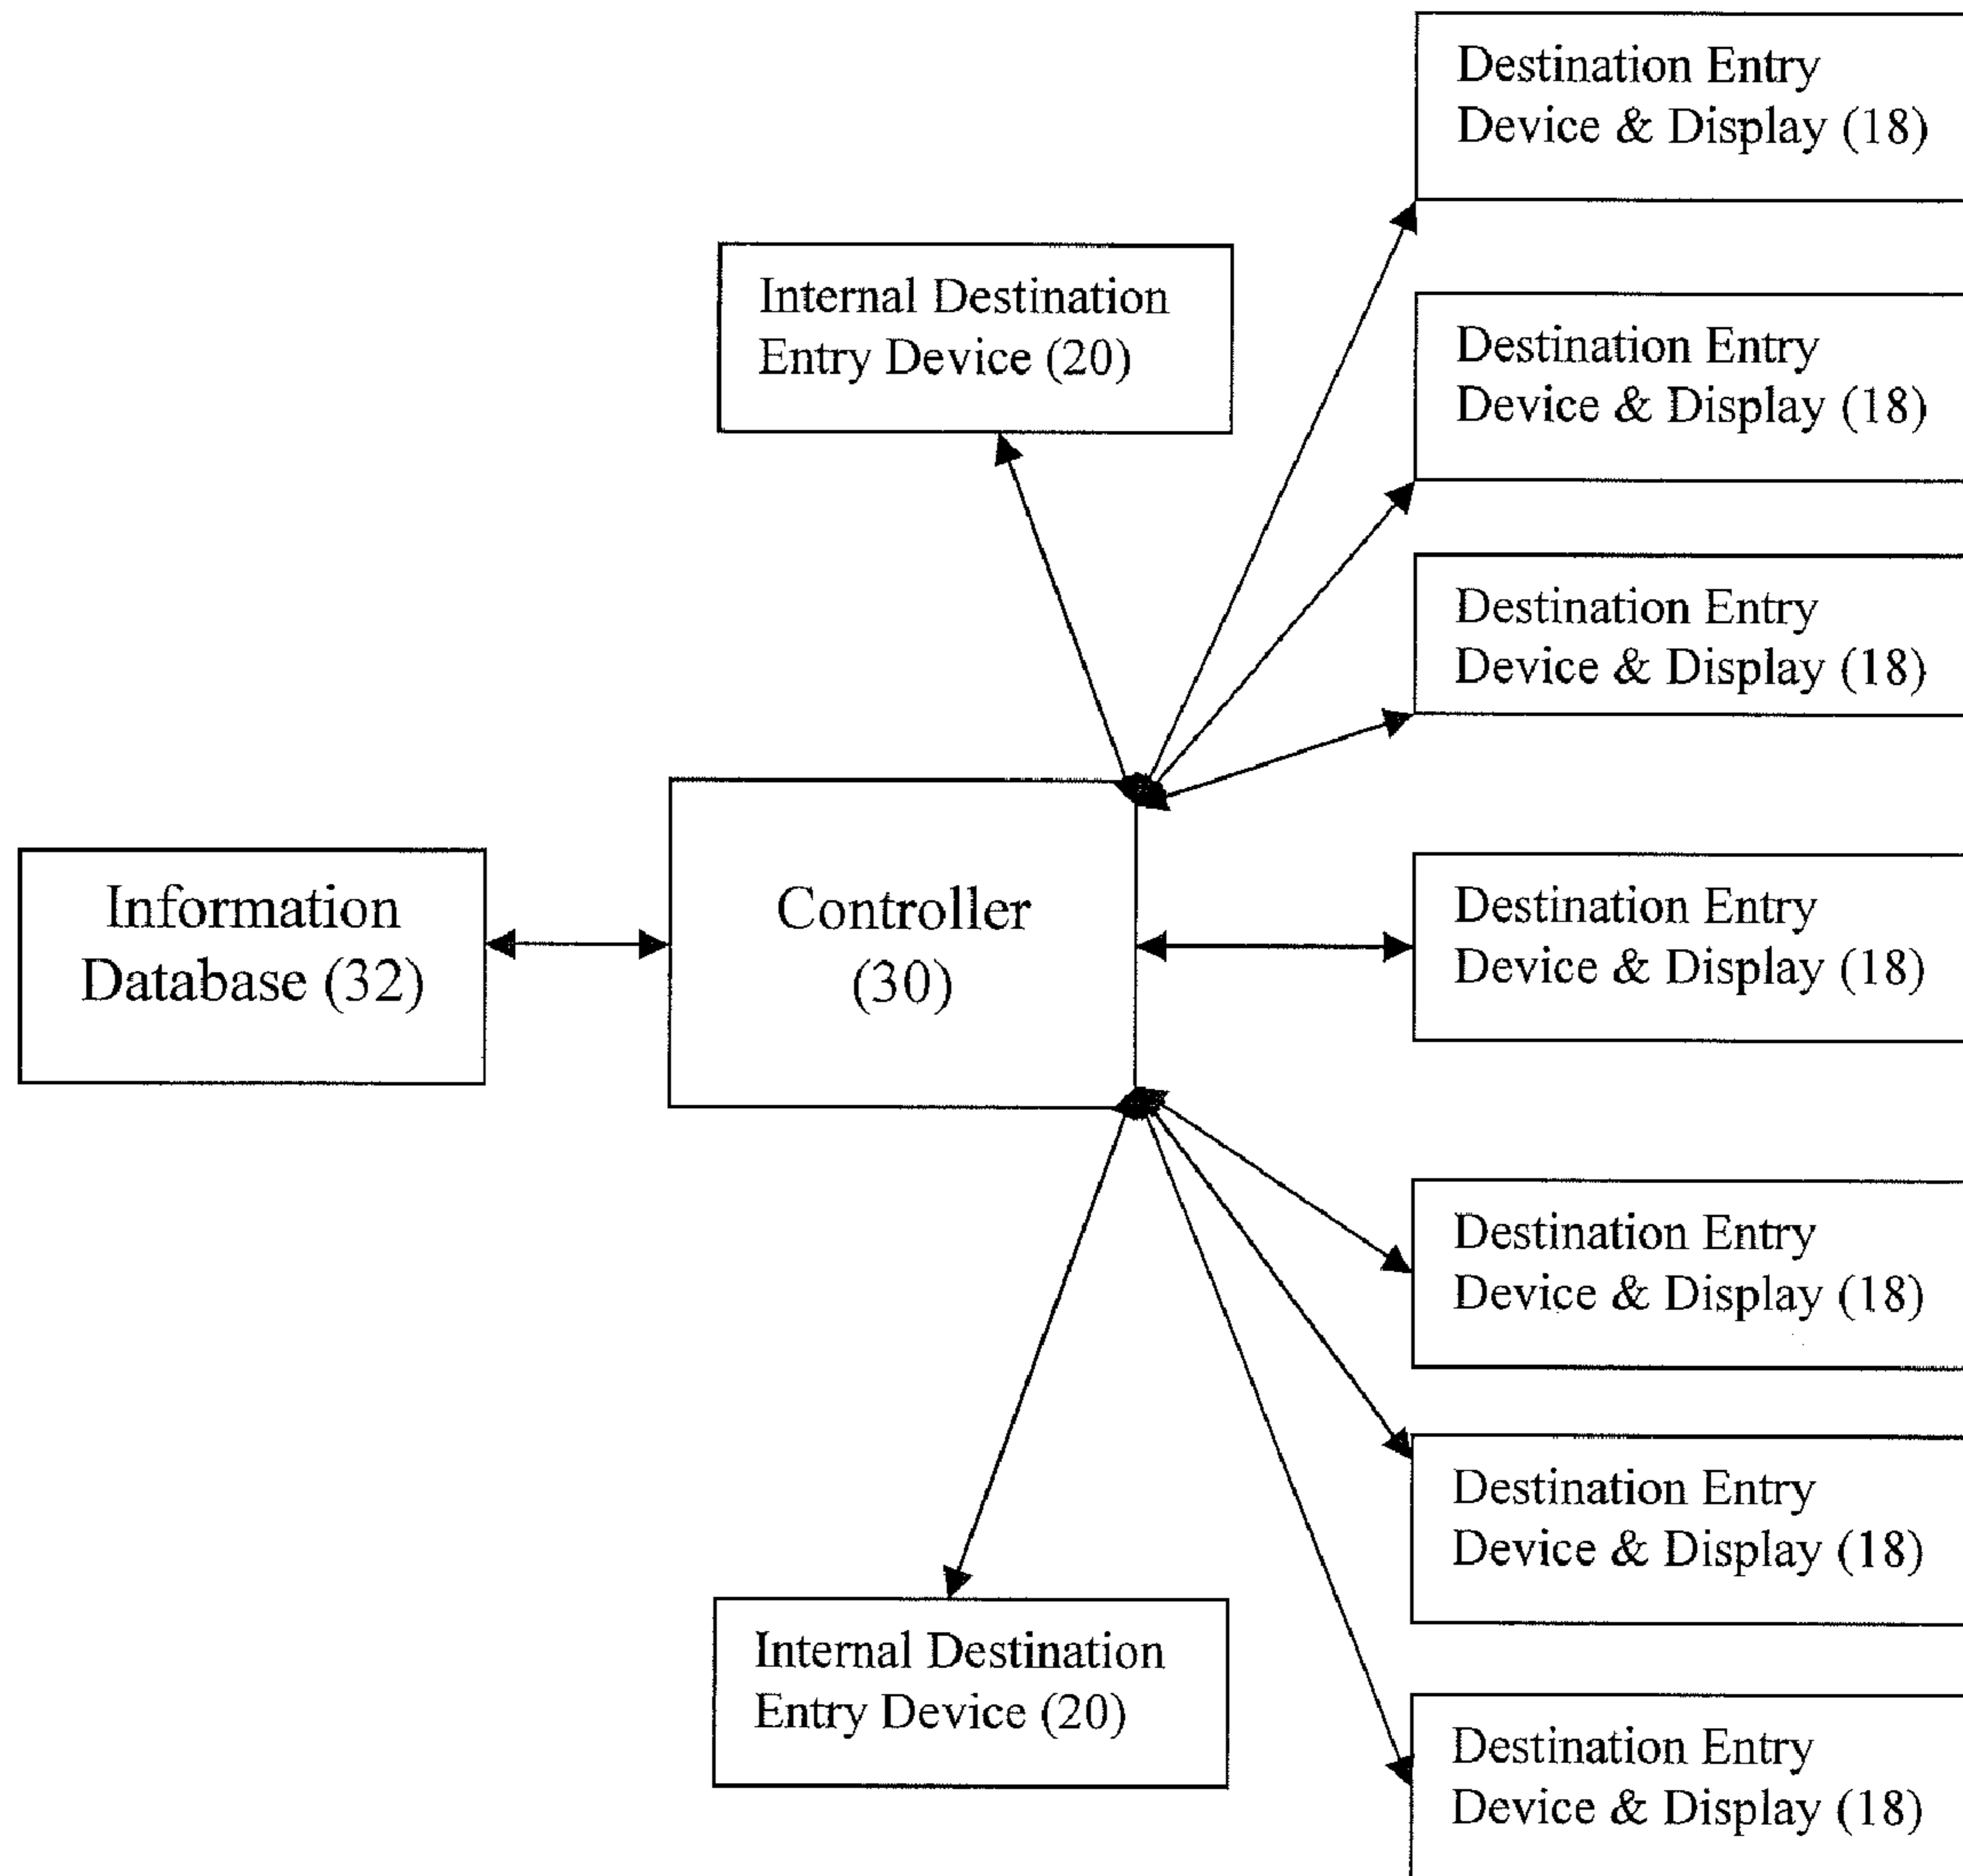 Destination Entry
Device & Display (18)
Internal Destination
Entry Device (20)
Destination Entry
Device & Display (18)
Destination Entry
Device & Display (18)
Information
Database (32)
Controller
(30)
Destination Entry
Device & Display (18)
Destination Entry
Device & Display (18)
Destination Entry
Device & Display (18)
Internal Destination
Entry Device (20)
Destination Entry
Device & Display (18)